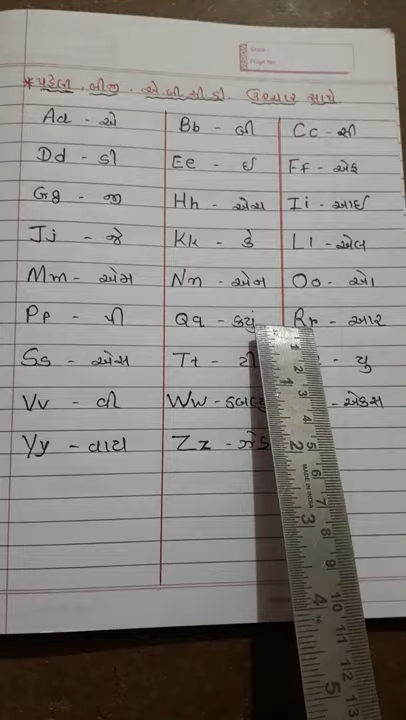 Date :
Page No :
* પહેલી બીજી. એ.બી.સી.ડી. ઉચ્ચાર સાથે
Aa - એ Bb - બી Cc - સી
Dd - ડી Ee - ઈ Ff - એફ
Gg - જી Hh - એચ Ii - આઈ
Jj - જે Kk - કે Ll - એલ
Mm - એમ Nn - એન Oo - ઓ
Pp - પી Qq - ક્યું Rr - આર
Ss - એસ Tt - ટી - યુ
Vv - વી Ww - ડબલ્યુ - એક્સ
Yy - વાય Zz - ઝેડ
MADE IN INDIA
1 2 3 4 5
1 2 3 4 5 6 7 8 9 10 11 12 13